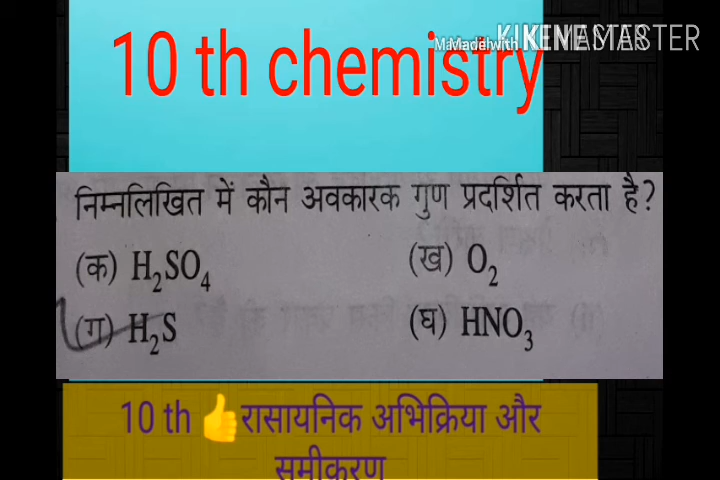 Made with KINEMASTER
10 th chemistry
निम्नलिखित में कौन अवकारक गुण प्रदर्शित करता है?
(क) H₂SO₄ (ख) O₂
(ग) H₂S (घ) HNO₃
10 th 👍रासायनिक अभिक्रिया और
समीकरण